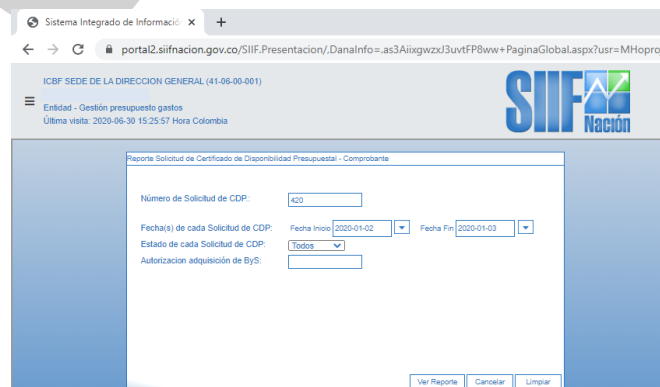 Sistema Integrado de Informació
portal2.siifnacion.gov.co/SIIF.Presentacion/,DanaInfo=.as3AiixgwzxJ3uvtFP8ww+PaginaGlobal.aspx?usr=MHopro
ICBF SEDE DE LA DIRECCION GENERAL (41-06-00-001)
Entidad - Gestión presupuesto gastos
Última visita: 2020-06-30 15:25:57 Hora Colombia
SIIF Nación
Reporte Solicitud de Certificado de Disponibilidad Presupuestal - Comprobante
Número de Solicitud de CDP.: 420
Fecha(s) de cada Solicitud de CDP: Fecha Inicio 2020-01-02 Fecha Fin 2020-01-03
Estado de cada Solicitud de CDP: Todos
Autorizacion adquisición de ByS:
Ver Reporte Cancelar Limpiar